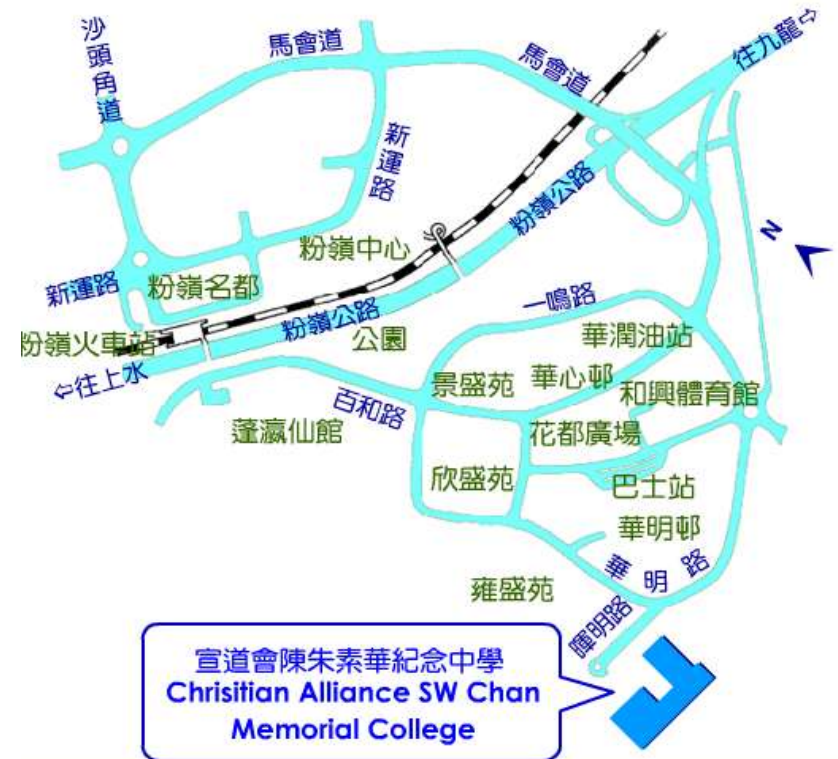 沙頭角道
馬會道
馬會道
往九龍⇨
新運路
粉嶺公路
粉嶺中心
N
新運路
粉嶺名都
一鳴路
粉嶺公路
公園
華潤油站
粉嶺火車站
⇦往上水
景盛苑
華心邨
和興體育館
百和路
蓬瀛仙館
花都廣場
欣盛苑
巴士站
華明邨
華明路
雍盛苑
暉明路
宣道會陳朱素華紀念中學
Chrisitian Alliance SW Chan
Memorial College